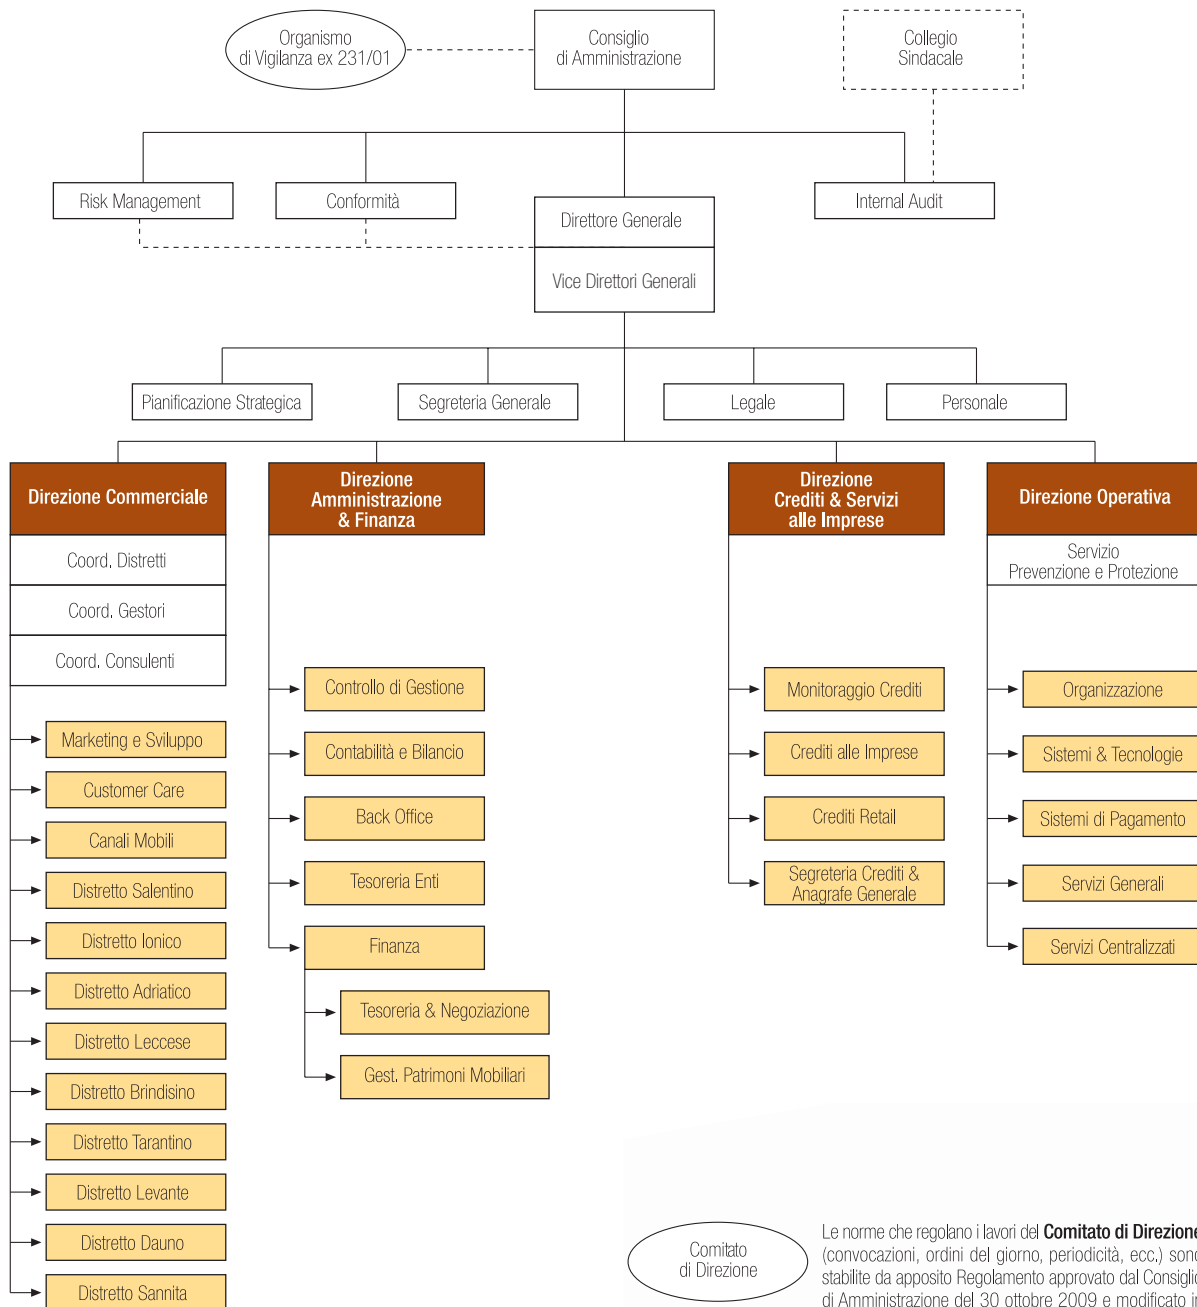 Organismo
di Vigilanza ex 231/01
Consiglio
di Amministrazione
Collegio
Sindacale
Risk Management
Conformità
Internal Audit
Direttore Generale
Vice Direttori Generali
Pianificazione Strategica
Segreteria Generale
Legale
Personale
Direzione Commerciale
Coord. Distretti
Coord. Gestori
Coord. Consulenti
Marketing e Sviluppo
Customer Care
Canali Mobili
Distretto Salentino
Distretto Ionico
Distretto Adriatico
Distretto Leccese
Distretto Brindisino
Distretto Tarantino
Distretto Levante
Distretto Dauno
Distretto Sannita
Direzione
Amministrazione
& Finanza
Controllo di Gestione
Contabilità e Bilancio
Back Office
Tesoreria Enti
Finanza
Tesoreria & Negoziazione
Gest. Patrimoni Mobiliari
Direzione
Crediti & Servizi
alle Imprese
Monitoraggio Crediti
Crediti alle Imprese
Crediti Retail
Segreteria Crediti &
Anagrafe Generale
Direzione Operativa
Servizio
Prevenzione e Protezione
Organizzazione
Sistemi & Tecnologie
Sistemi di Pagamento
Servizi Generali
Servizi Centralizzati
Comitato
di Direzione
Le norme che regolano i lavori del Comitato di Direzione
(convocazioni, ordini del giorno, periodicità, ecc.) sono
stabilite da apposito Regolamento approvato dal Consiglio
di Amministrazione del 30 ottobre 2009 e modificato in